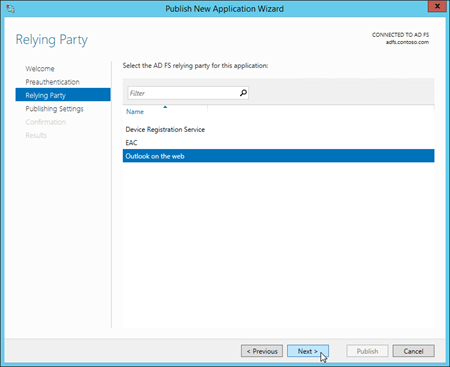 Publish New Application Wizard
Relying Party
CONNECTED TO AD FS
adfs.contoso.com
Welcome
Preauthentication
Relying Party
Publishing Settings
Confirmation
Results
Select the AD FS relying party for this application:
Filter
Name
Device Registration Service
EAC
Outlook on the web
< Previous
Next >
Publish
Cancel